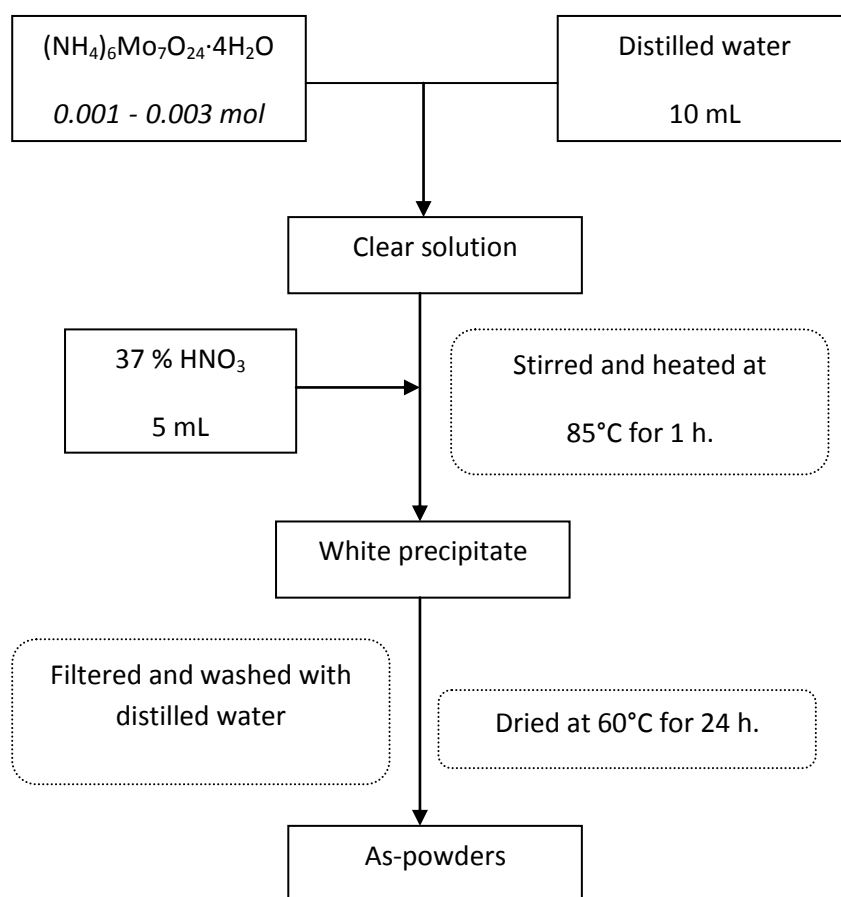 (NH₄)₆Mo₇O₂₄·4H₂O
0.001 - 0.003 mol
Distilled water
10 mL
Clear solution
37 % HNO₃
5 mL
Stirred and heated at
85°C for 1 h.
White precipitate
Filtered and washed with
distilled water
Dried at 60°C for 24 h.
As-powders